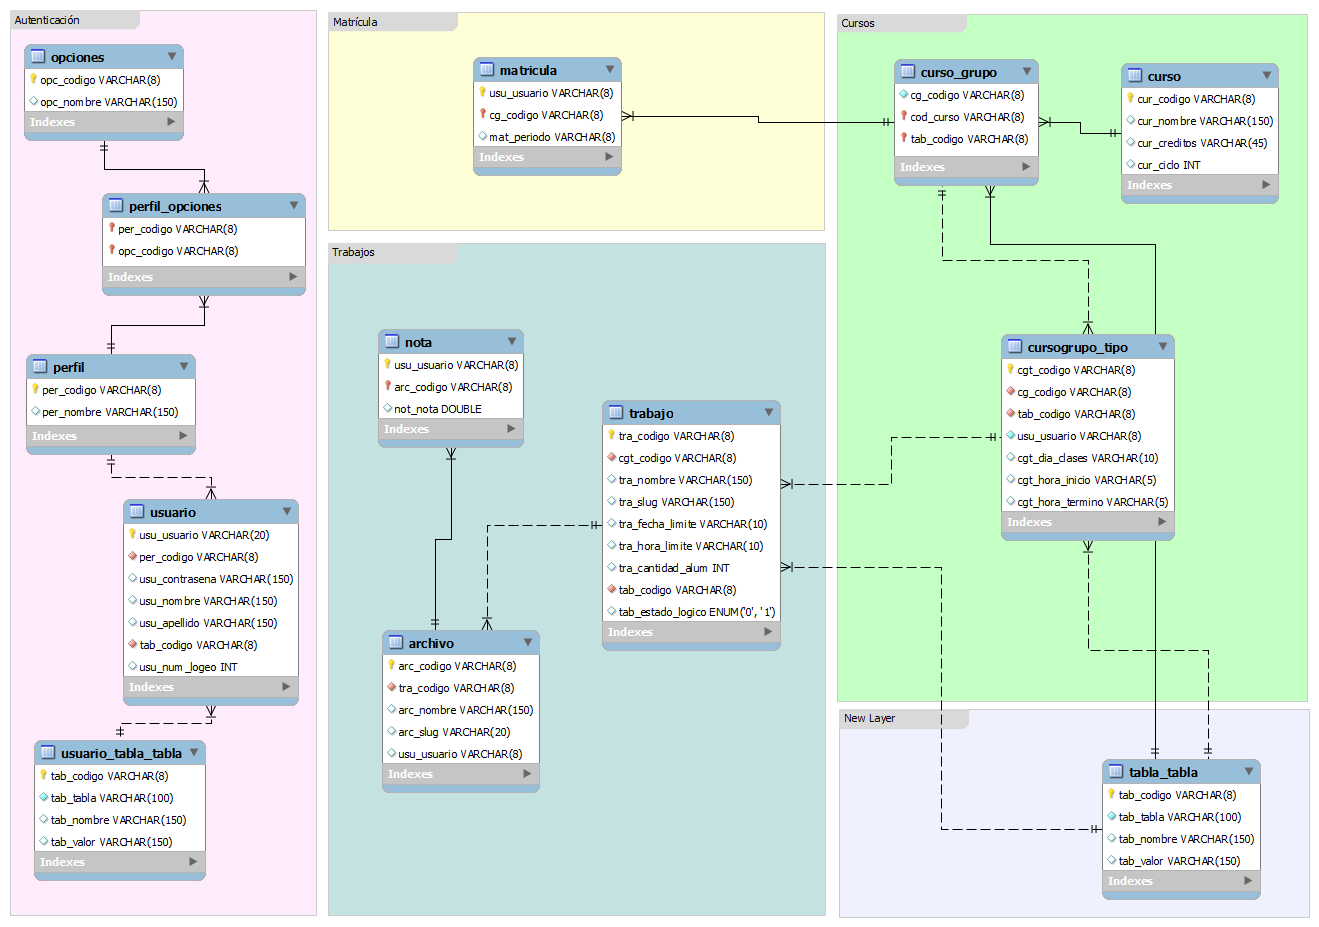 Autenticación
opciones
opc_codigo VARCHAR(8)
opc_nombre VARCHAR(150)
Indexes
perfil_opciones
per_codigo VARCHAR(8)
opc_codigo VARCHAR(8)
Indexes
perfil
per_codigo VARCHAR(8)
per_nombre VARCHAR(150)
Indexes
usuario
usu_usuario VARCHAR(20)
per_codigo VARCHAR(8)
usu_contrasena VARCHAR(150)
usu_nombre VARCHAR(150)
usu_apellido VARCHAR(150)
tab_codigo VARCHAR(8)
usu_num_logeo INT
Indexes
usuario_tabla_tabla
tab_codigo VARCHAR(8)
tab_tabla VARCHAR(100)
tab_nombre VARCHAR(150)
tab_valor VARCHAR(150)
Indexes
Matrícula
matricula
usu_usuario VARCHAR(8)
cg_codigo VARCHAR(8)
mat_periodo VARCHAR(8)
Indexes
Trabajos
nota
usu_usuario VARCHAR(8)
arc_codigo VARCHAR(8)
not_nota DOUBLE
Indexes
trabajo
tra_codigo VARCHAR(8)
cgt_codigo VARCHAR(8)
tra_nombre VARCHAR(150)
tra_slug VARCHAR(150)
tra_fecha_limite VARCHAR(10)
tra_hora_limite VARCHAR(10)
tra_cantidad_alum INT
tab_codigo VARCHAR(8)
tab_estado_logico ENUM('0', '1')
Indexes
archivo
arc_codigo VARCHAR(8)
tra_codigo VARCHAR(8)
arc_nombre VARCHAR(150)
arc_slug VARCHAR(20)
usu_usuario VARCHAR(8)
Indexes
Cursos
curso_grupo
cg_codigo VARCHAR(8)
cod_curso VARCHAR(8)
tab_codigo VARCHAR(8)
Indexes
curso
cur_codigo VARCHAR(8)
cur_nombre VARCHAR(150)
cur_creditos VARCHAR(45)
cur_ciclo INT
Indexes
cursogrupo_tipo
cgt_codigo VARCHAR(8)
cg_codigo VARCHAR(8)
tab_codigo VARCHAR(8)
usu_usuario VARCHAR(8)
cgt_dia_clases VARCHAR(10)
cgt_hora_inicio VARCHAR(5)
cgt_hora_termino VARCHAR(5)
Indexes
New Layer
tabla_tabla
tab_codigo VARCHAR(8)
tab_tabla VARCHAR(100)
tab_nombre VARCHAR(150)
tab_valor VARCHAR(150)
Indexes